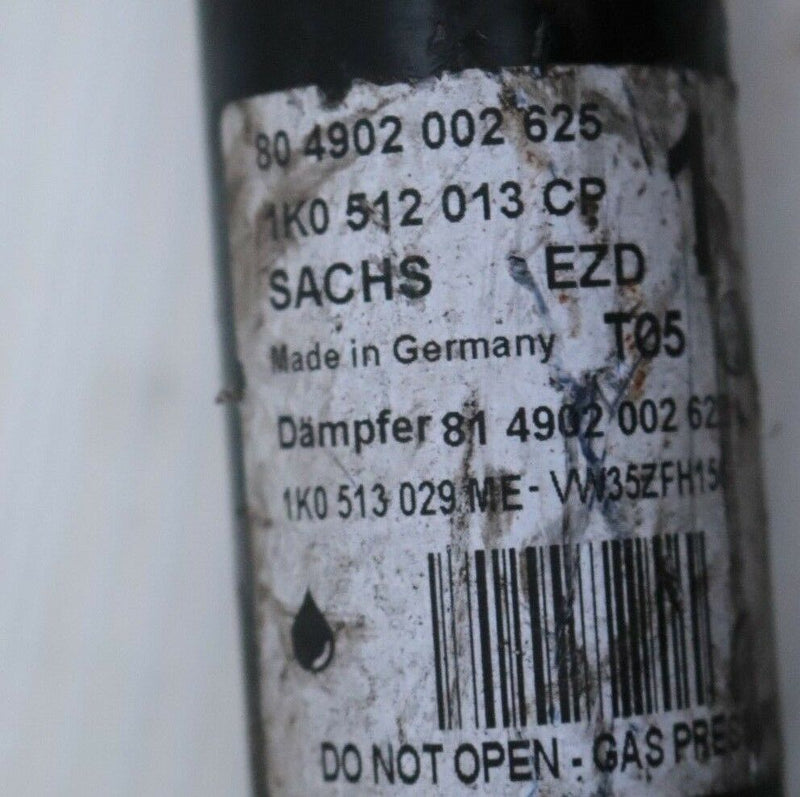 80 4902 002 625
1K0 512 013 CP
SACHS EZD
Made in Germany T05
Dämpfer 81 4902 002 62
1K0 513 029 ME - VW35ZFH15
DO NOT OPEN - GAS PRES